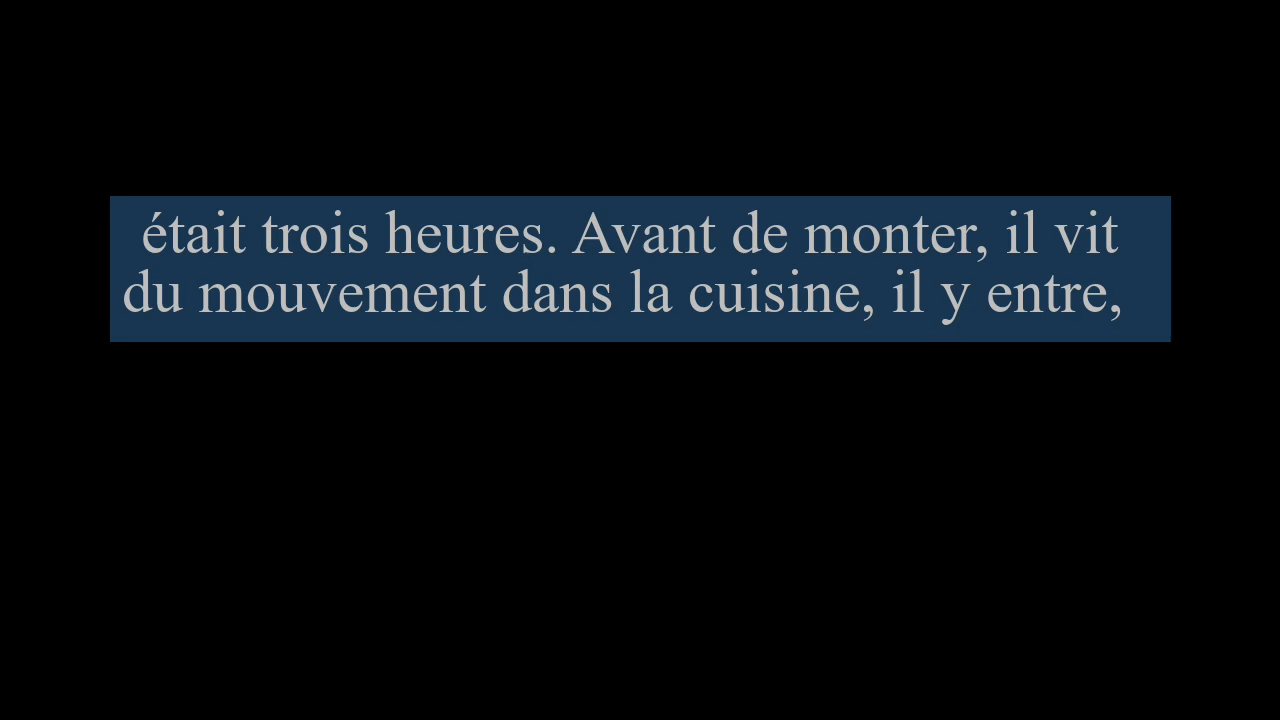 était trois heures. Avant de monter, il vit
du mouvement dans la cuisine, il y entre,